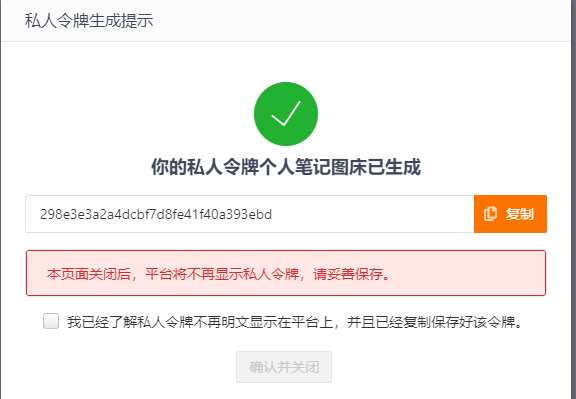 私人令牌生成提示
你的私人令牌个人笔记图床已生成
298e3e3a2a4dcbf7d8fe41f40a393ebd
复制
本页面关闭后，平台将不再显示私人令牌，请妥善保存。
我已经了解私人令牌不再明文显示在平台上，并且已经复制保存好该令牌。
确认并关闭